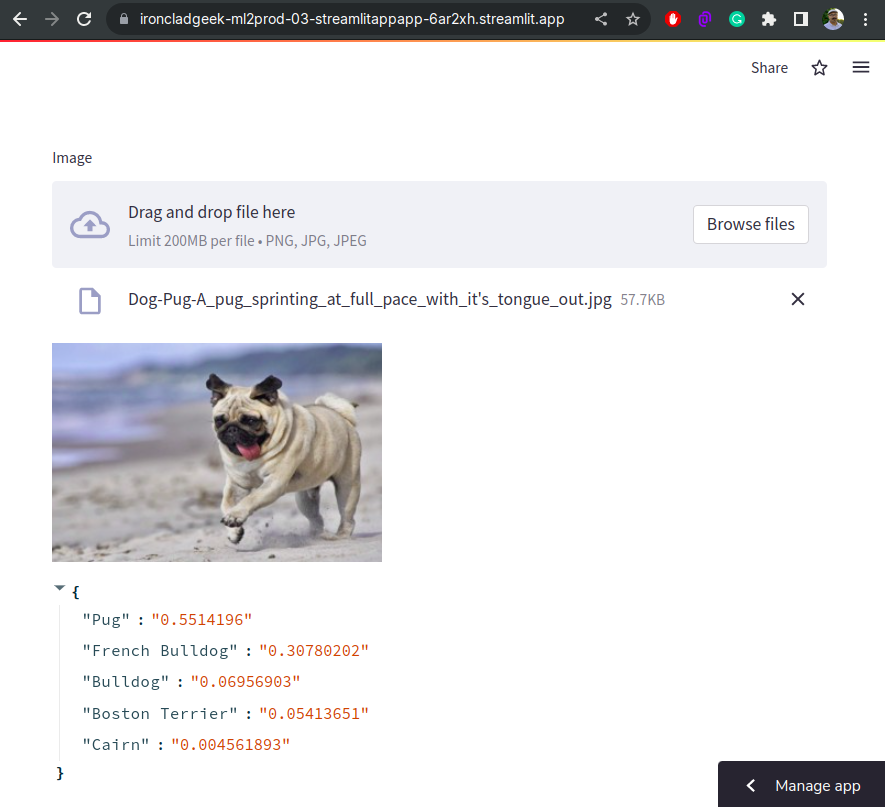 ironcladgeek-ml2prod-03-streamlitappapp-6ar2xh.streamlit.app
Share
Image
Drag and drop file here
Limit 200MB per file • PNG, JPG, JPEG
Browse files
Dog-Pug-A_pug_sprinting_at_full_pace_with_it's_tongue_out.jpg 57.7KB
{
"Pug" : "0.5514196"
"French Bulldog" : "0.30780202"
"Bulldog" : "0.06956903"
"Boston Terrier" : "0.05413651"
"Cairn" : "0.004561893"
}
Manage app